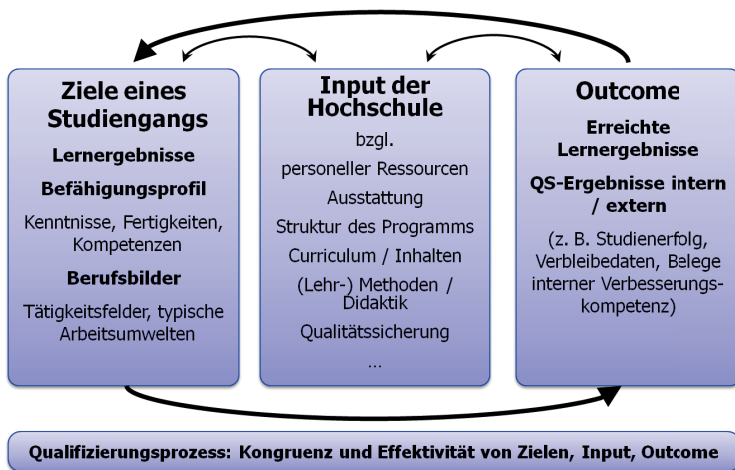 Ziele eines
Studiengangs
Lernergebnisse
Befähigungsprofil
Kenntnisse, Fertigkeiten,
Kompetenzen
Berufsbilder
Tätigkeitsfelder, typische
Arbeitsumwelten
Input der
Hochschule
bzgl.
personeller Ressourcen
Ausstattung
Struktur des Programms
Curriculum / Inhalten
(Lehr-) Methoden /
Didaktik
Qualitätssicherung
...
Outcome
Erreichte
Lernergebnisse
QS-Ergebnisse intern
/ extern
(z. B. Studienerfolg,
Verbleibedaten, Belege
interner Verbesserungs-
kompetenz)
Qualifizierungsprozess: Kongruenz und Effektivität von Zielen, Input, Outcome